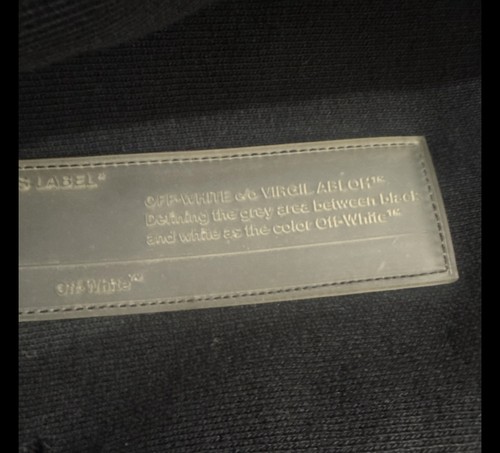 S LABEL"
OFF-WHITE c/o VIRGIL ABLOH™
Defining the grey area between black
and white as the color Off-White™
Off-White™